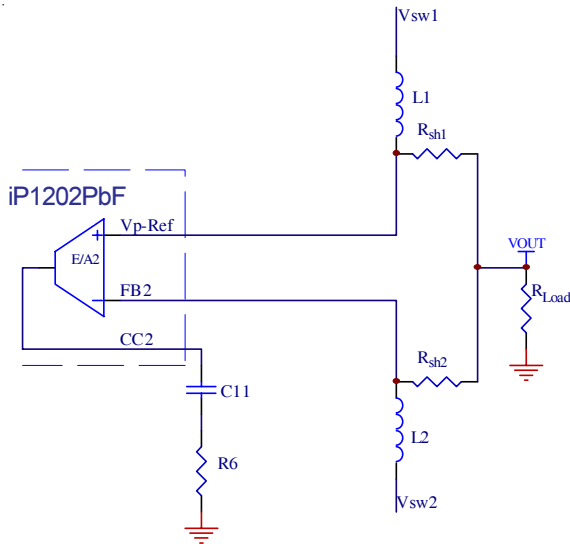 Vsw1
L1
Rsh1
iP1202PbF
Vp-Ref
+
E/A2
VOUT
FB2
RLoad
CC2
Rsh2
C11
L2
R6
Vsw2